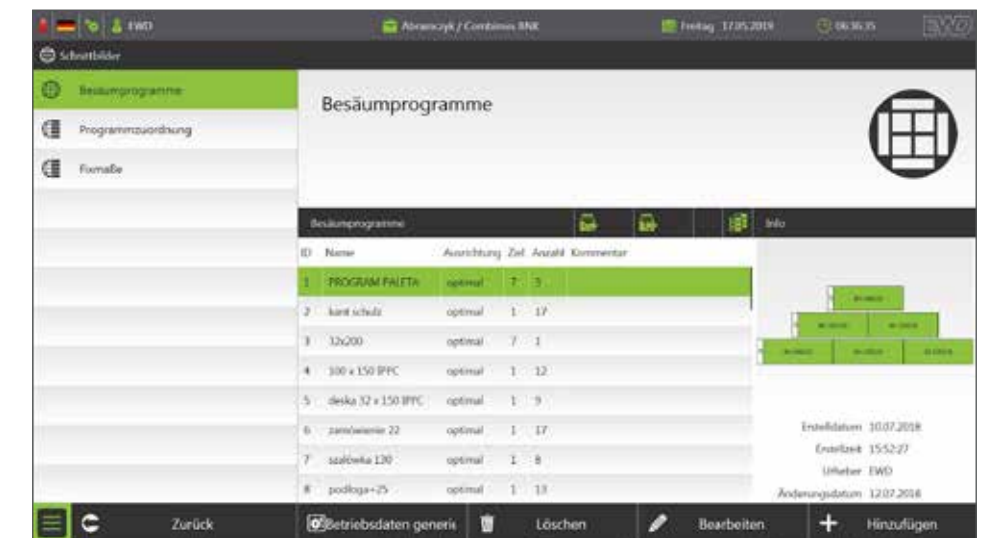 EWD
Abramczyk / Combimes BNK
Freitag 17.05.2019
06:36:35
EWD
Schnittbilder
Besäumprogramme
Programmzuordnung
Fixmaße
Besäumprogramme
Besäumprogramme
Info
ID Name Ausrichtung Ziel Anzahl Kommentar
1 PROGRAM PALETA optimal 7 3
2 kant schulz optimal 1 17
3 32x200 optimal 7 1
4 100 x 150 IPPC optimal 1 12
5 deska 32 x 150 IPPC optimal 1 9
6 zamówienie 22 optimal 1 17
7 szalówka 120 optimal 1 8
8 podłoga+25 optimal 1 13
Erstelldatum 10.07.2018
Erstellzeit 15:52:27
Urheber EWD
Änderungsdatum 12.07.2018
Zurück
Betriebsdaten generie
Löschen
Bearbeiten
Hinzufügen